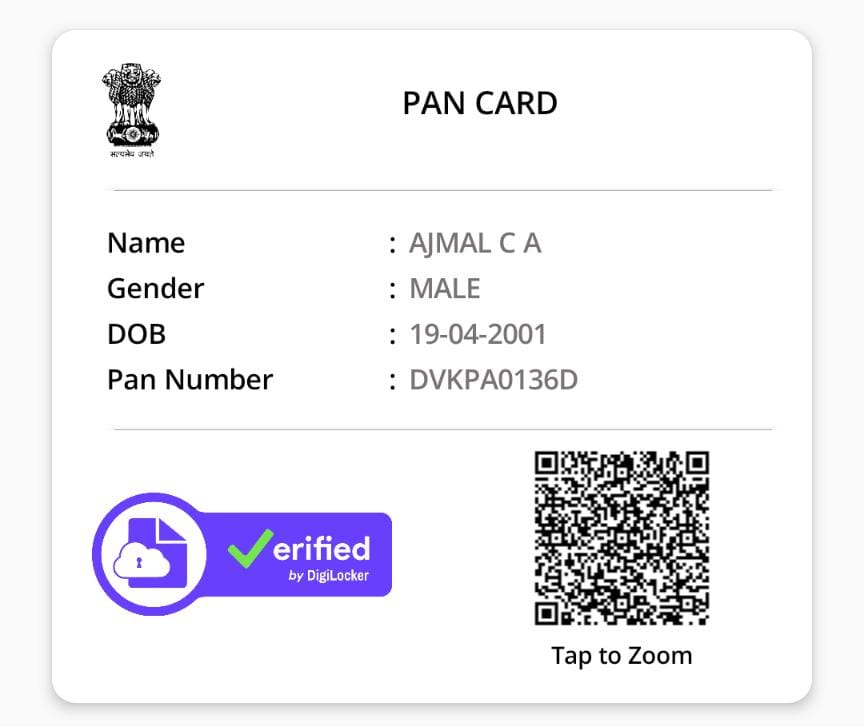 सत्यमेव जयते
PAN CARD
Name : AJMAL C A
Gender : MALE
DOB : 19-04-2001
Pan Number : DVKPA0136D
Verified
by DigiLocker
Tap to Zoom